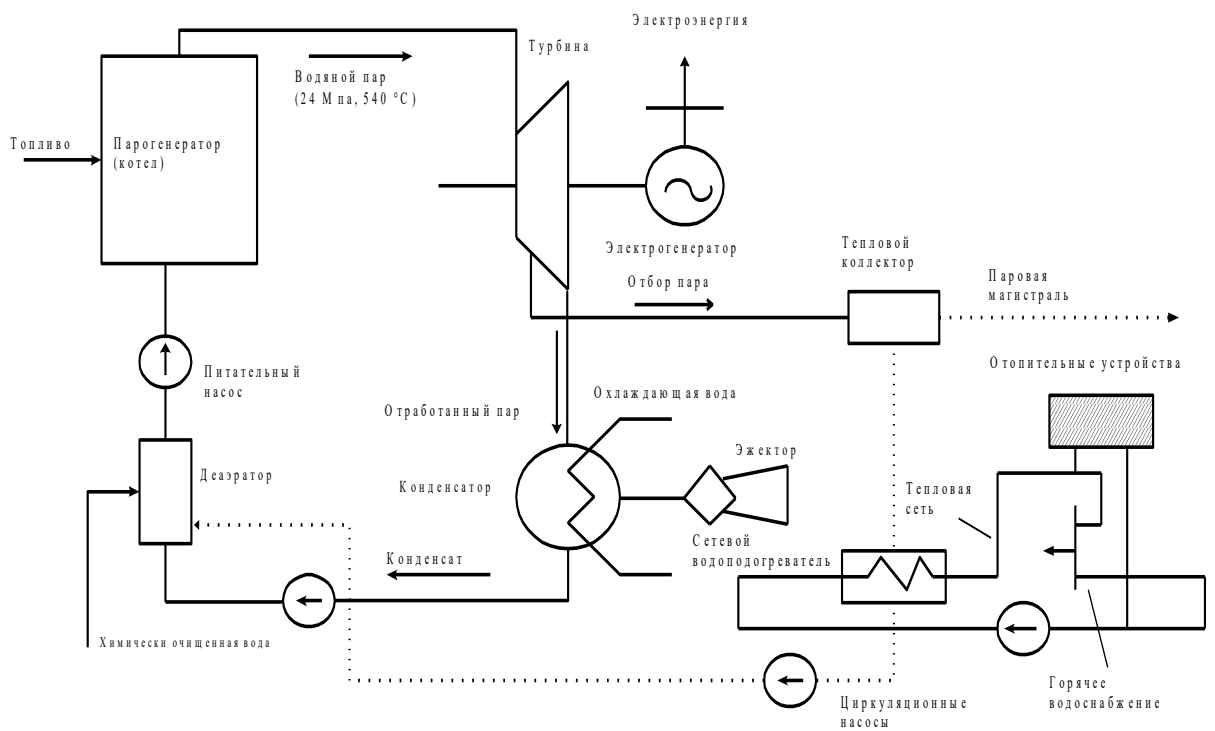 Электроэнергия
Турбина
Водяной пар
(24 Мпа, 540 °С)
Топливо
Парогенератор
(котел)
Электрогенератор
Тепловой
коллектор
Отбор пара
Паровая
магистраль
Питательный
насос
Отопительные устройства
Охлаждающая вода
Отработанный пар
Эжектор
Деаэратор
Конденсатор
Тепловая
сеть
Сетевой
водоподогреватель
Конденсат
Химически очищенная вода
Горячее
водоснабжение
Циркуляционные
насосы